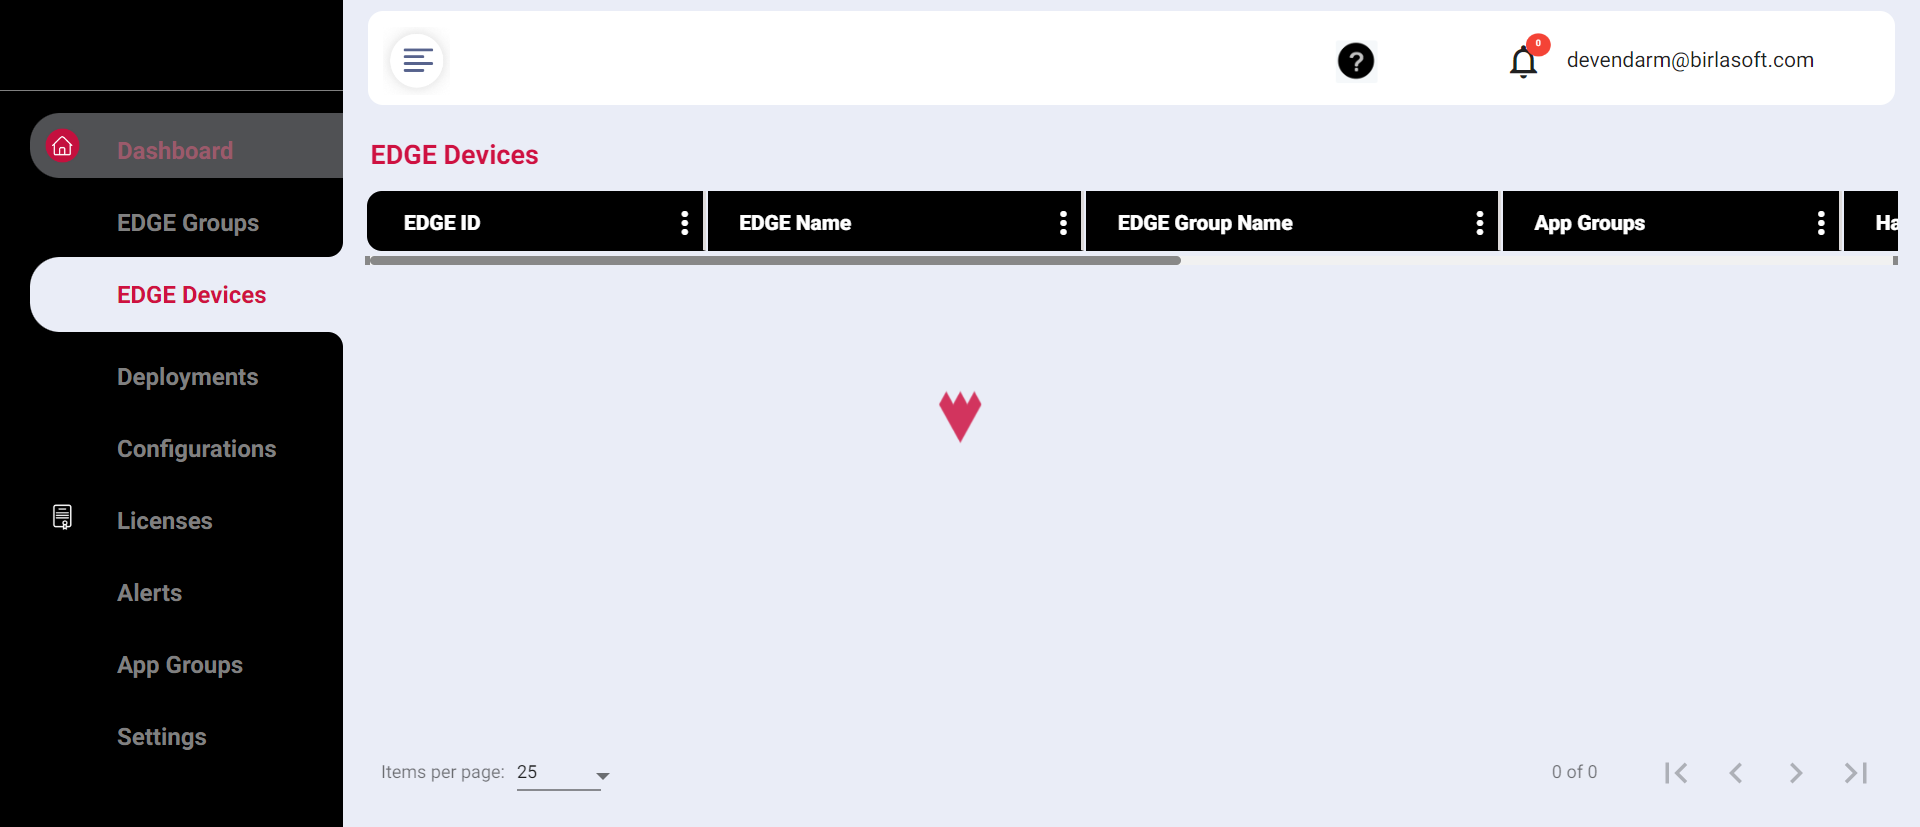 ?
0
devendarm@birlasoft.com
Dashboard
EDGE Groups
EDGE Devices
Deployments
Configurations
Licenses
Alerts
App Groups
Settings
EDGE Devices
EDGE ID EDGE Name EDGE Group Name App Groups Ha
Items per page: 25
0 of 0